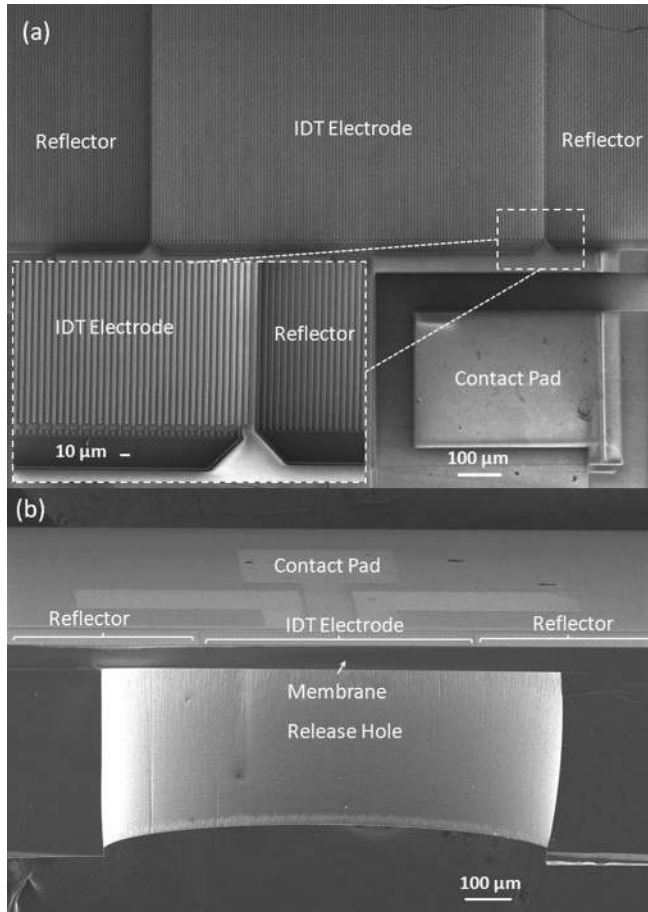 (a)
Reflector
IDT Electrode
Reflector
IDT Electrode
Reflector
10 μm
Contact Pad
100 μm
(b)
Contact Pad
Reflector
IDT Electrode
Reflector
Membrane
Release Hole
100 μm